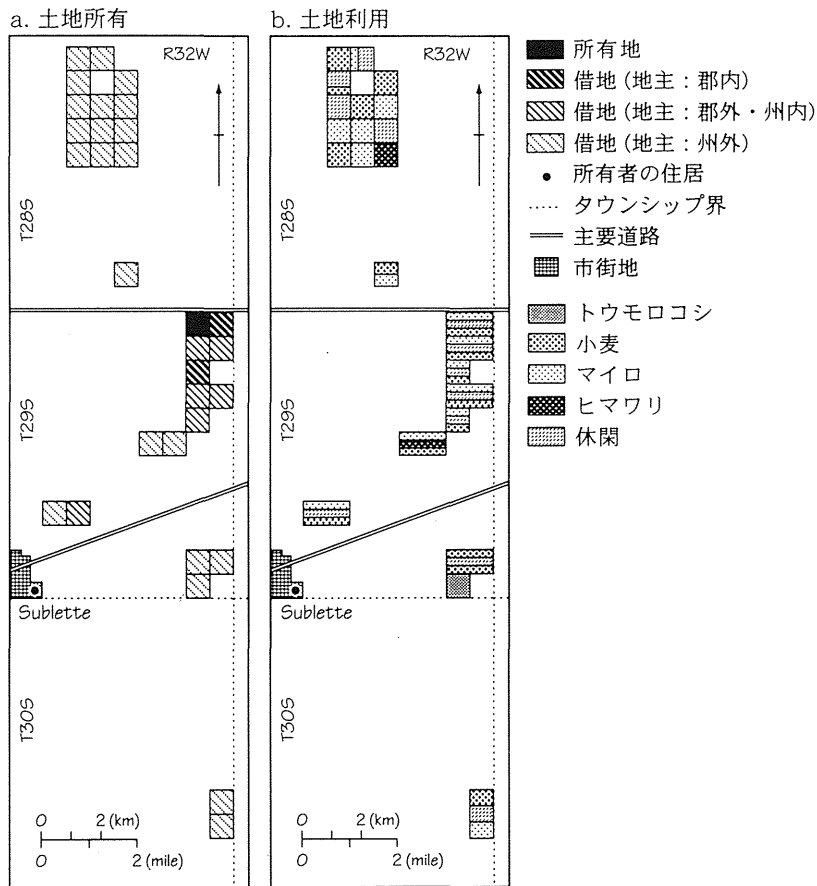 a. 土地所有
R32W
T28S
T29S
Sublette
T30S
0 2 (km)
0 2 (mile)
b. 土地利用
R32W
T28S
T29S
Sublette
T30S
0 2 (km)
0 2 (mile)
所有地
借地 (地主：郡内)
借地 (地主：郡外・州内)
借地 (地主：州外)
所有者の住居
タウンシップ界
主要道路
市街地
トウモロコシ
小麦
マイロ
ヒマワリ
休閑